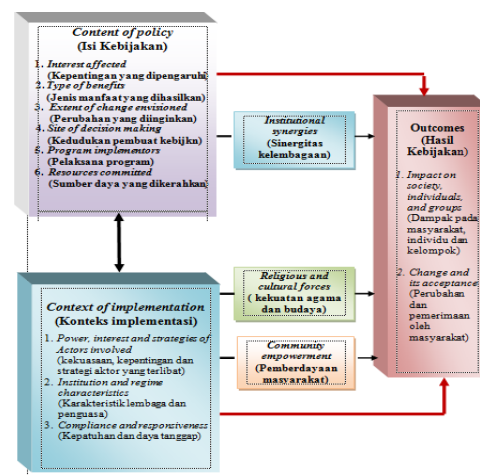 Content of policy
(Isi Kebijakan)
1. Interest affected
(Kepentingan yang dipengaruhi)
2. Type of benefits
(Jenis manfaat yang dihasilkan)
3. Extent of change envisioned
(Perubahan yang diinginkan)
4. Site of decision making
(Kedudukan pembuat kebijkn)
5. Program implementors
(Pelaksana program)
6. Resources committed
(Sumber daya yang dikerahkan)
Institutional
synergies
(Sinergitas
kelembagaan)
Outcomes
(Hasil
Kebijakan)
1. Impact on
society,
individuals,
and groups
(Dampak pada
masyarakat,
individu dan
kelompok)
2. Change and
its acceptance
(Perubahan
dan
pemerimaan
oleh
masyarakat)
Religious and
cultural forces
( kekuatan agama
dan budaya)
Community
empowerment
(Pemberdayaan
masyarakat)
Context of implementation
(Konteks implementasi)
1. Power, interest and strategies of
Actors involved
(kekuasaan, kepentingan dan
strategi aktor yang terlibat)
2. Institution and regime
characteristics
(Karakteristik lembaga dan
penguasa)
3. Compliance and responsiveness
(Kepatuhan dan daya tanggap)